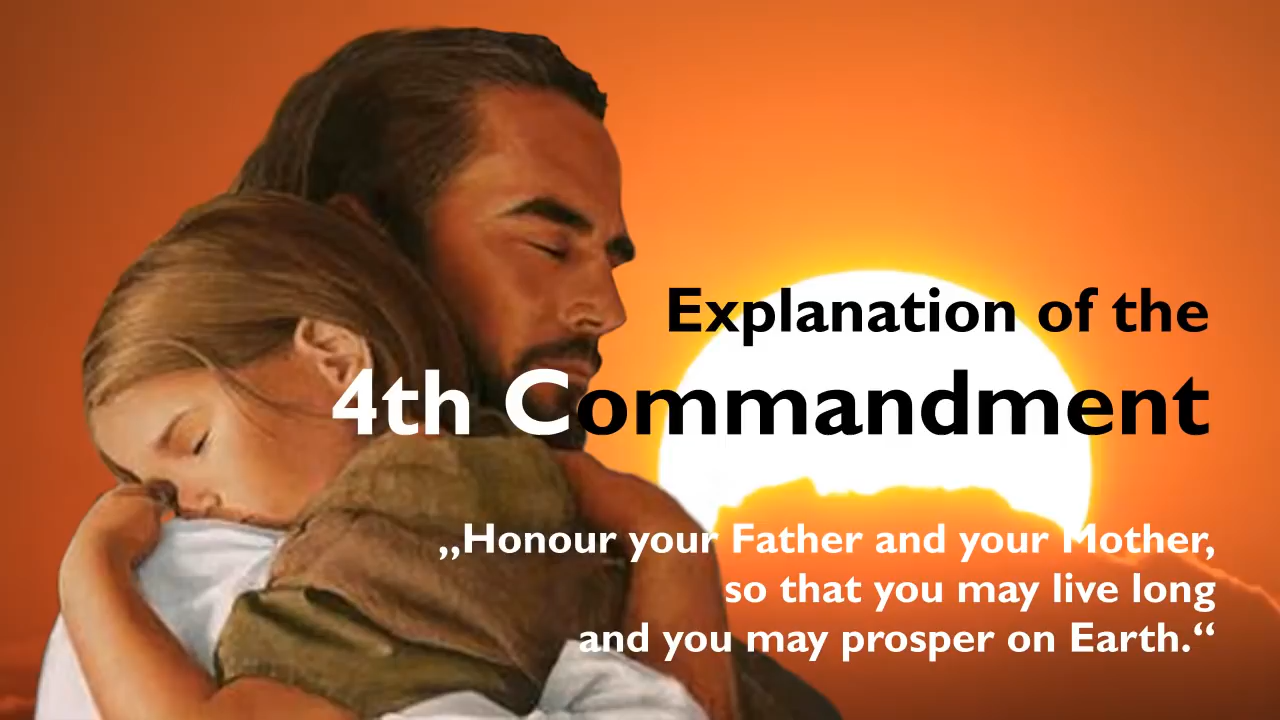 Explanation of the
4th Commandment
„Honour your Father and your Mother,
so that you may live long
and you may prosper on Earth.“